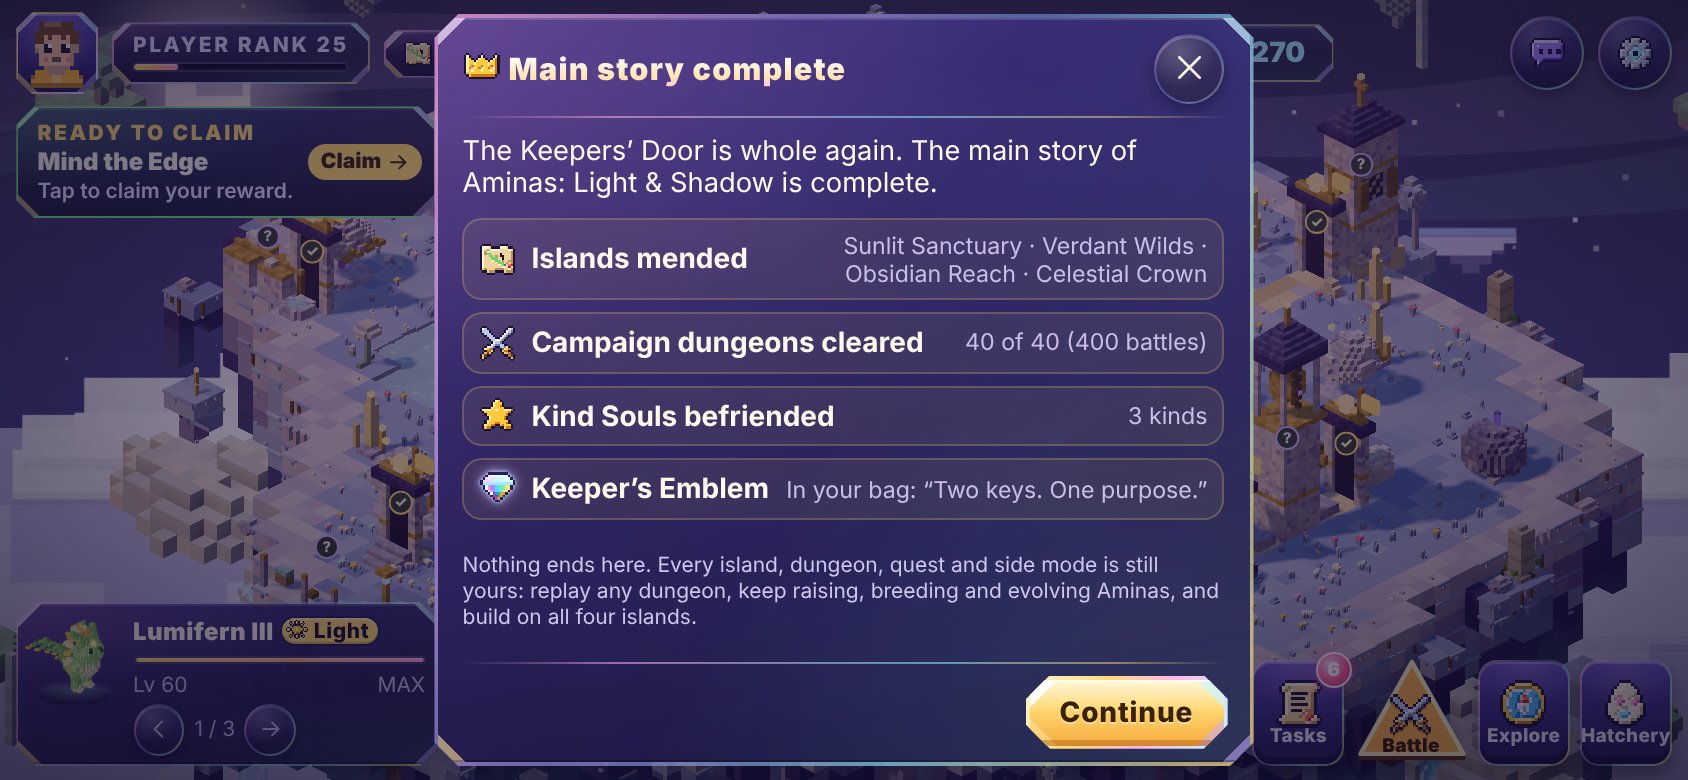 PLAYER RANK 25
270
READY TO CLAIM
Mind the Edge
Tap to claim your reward.
Claim →
Main story complete
The Keepers’ Door is whole again. The main story of
Aminas: Light & Shadow is complete.
Islands mended
Sunlit Sanctuary · Verdant Wilds ·
Obsidian Reach · Celestial Crown
Campaign dungeons cleared
40 of 40 (400 battles)
Kind Souls befriended
3 kinds
Keeper’s Emblem
In your bag: “Two keys. One purpose.”
Nothing ends here. Every island, dungeon, quest and side mode is still
yours: replay any dungeon, keep raising, breeding and evolving Aminas, and
build on all four islands.
Continue
Lumifern III
Light
Lv 60
MAX
1 / 3
6
Tasks
Battle
Explore
Hatchery
?
?
?
?